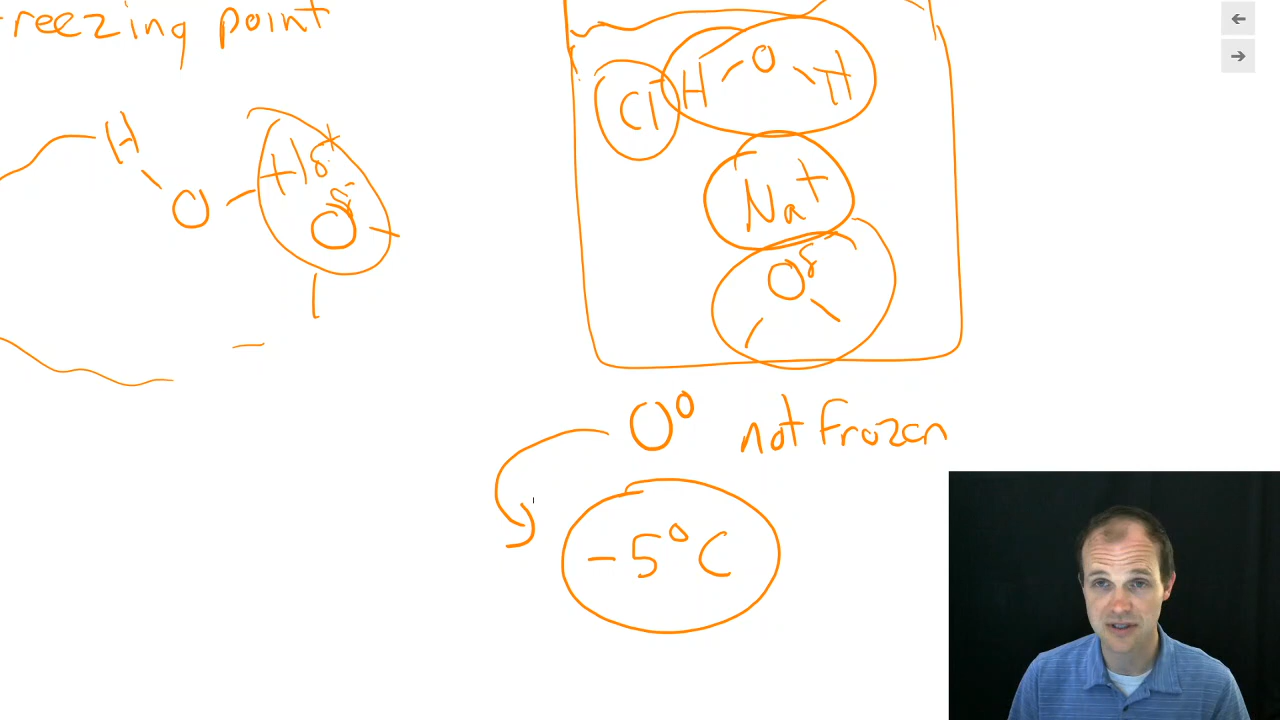 reezing point
H
O
H δ+
O δ-
Cl-
H O H
Na+
O δ-
0° not frozen
-5°C